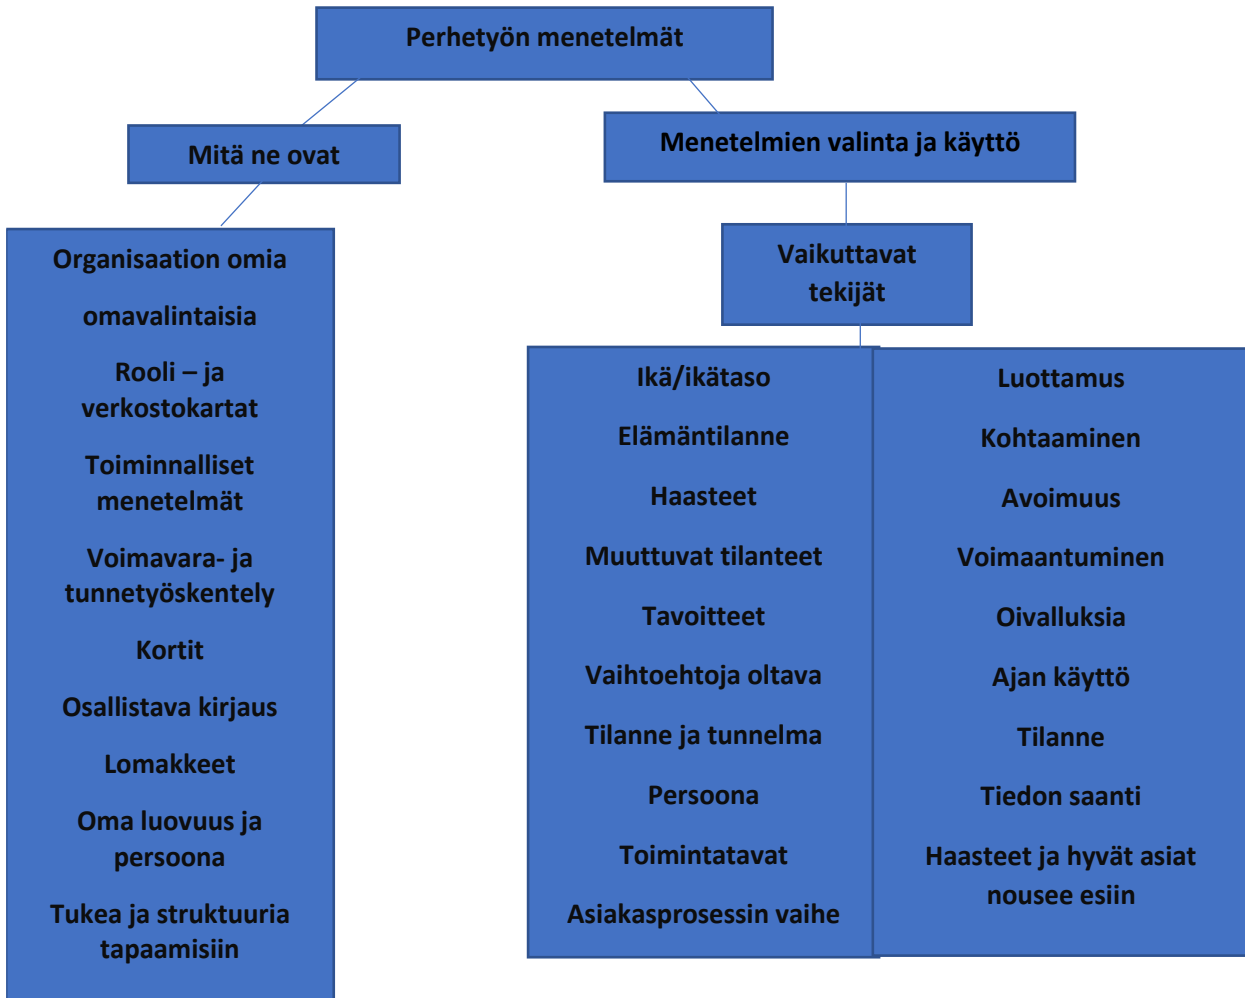 Perhetyön menetelmät
Mitä ne ovat
Menetelmien valinta ja käyttö
Organisaation omia
omavalintaisia
Rooli – ja
verkostokartat
Toiminnalliset
menetelmät
Voimavara- ja
tunnetyöskentely
Kortit
Osallistava kirjaus
Lomakkeet
Oma luovuus ja
persoona
Tukea ja struktuuria
tapaamisiin
Vaikuttavat
tekijät
Ikä/ikätaso
Elämäntilanne
Haasteet
Muuttuvat tilanteet
Tavoitteet
Vaihtoehtoja oltava
Tilanne ja tunnelma
Persoona
Toimintatavat
Asiakasprosessin vaihe
Luottamus
Kohtaaminen
Avoimuus
Voimaantuminen
Oivalluksia
Ajan käyttö
Tilanne
Tiedon saanti
Haasteet ja hyvät asiat
nousee esiin